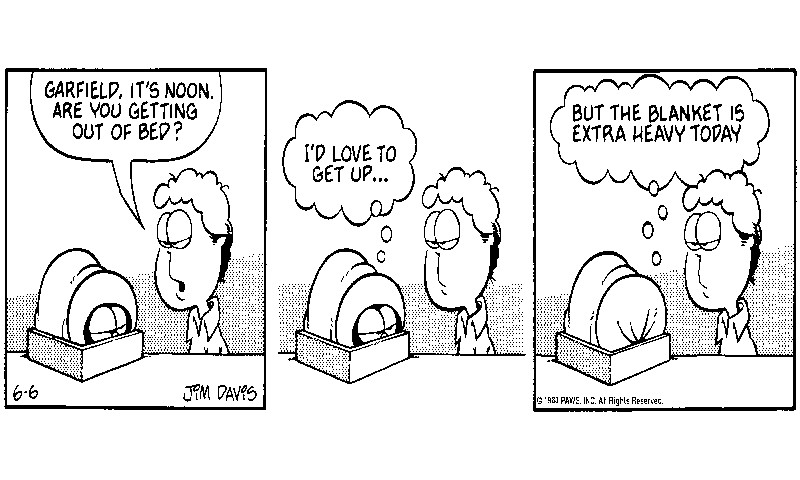 GARFIELD, IT'S NOON.
ARE YOU GETTING
OUT OF BED?
6-6
JIM DAVIS
I'D LOVE TO
GET UP...
BUT THE BLANKET IS
EXTRA HEAVY TODAY
© PAWS, INC. All Rights Reserved.